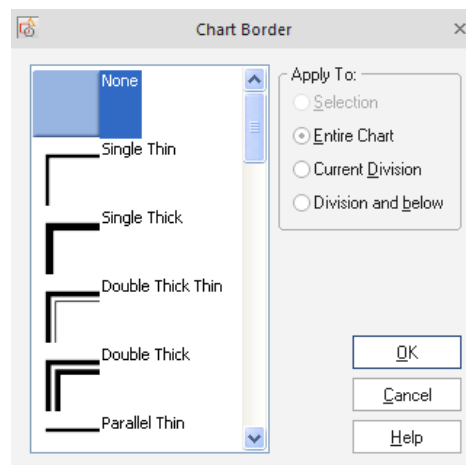 Chart Border
None
Single Thin
Single Thick
Double Thick Thin
Double Thick
Parallel Thin
Apply To:
Selection
Entire Chart
Current Division
Division and below
OK
Cancel
Help